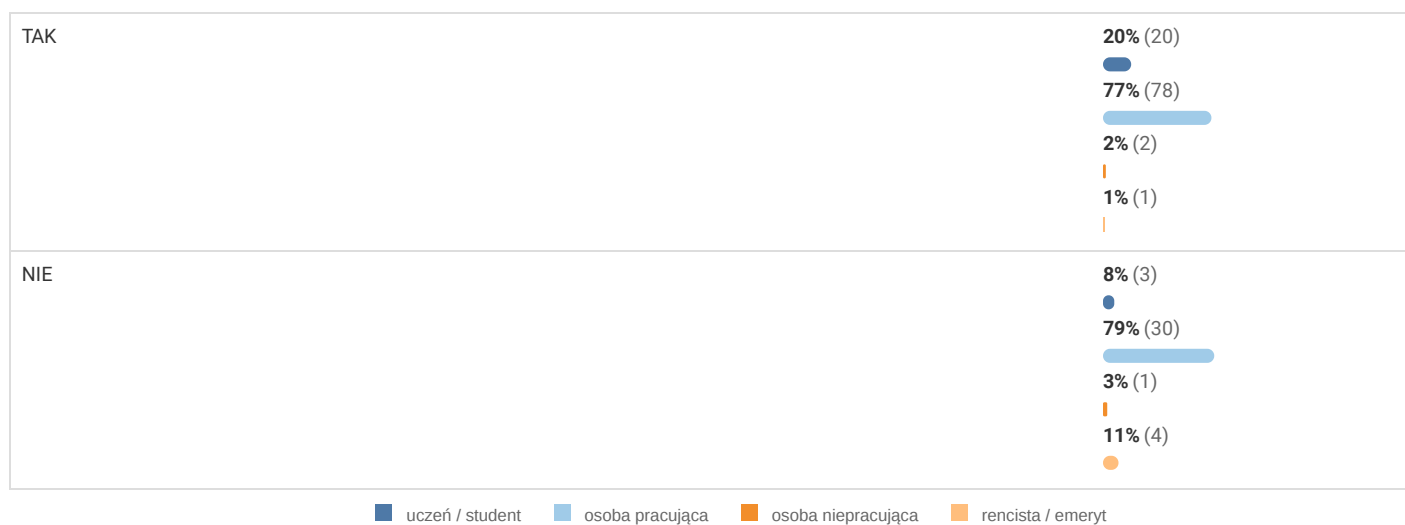 TAK
20% (20)
77% (78)
2% (2)
1% (1)
NIE
8% (3)
79% (30)
3% (1)
11% (4)
uczeń / student osoba pracująca osoba niepracująca rencista / emeryt